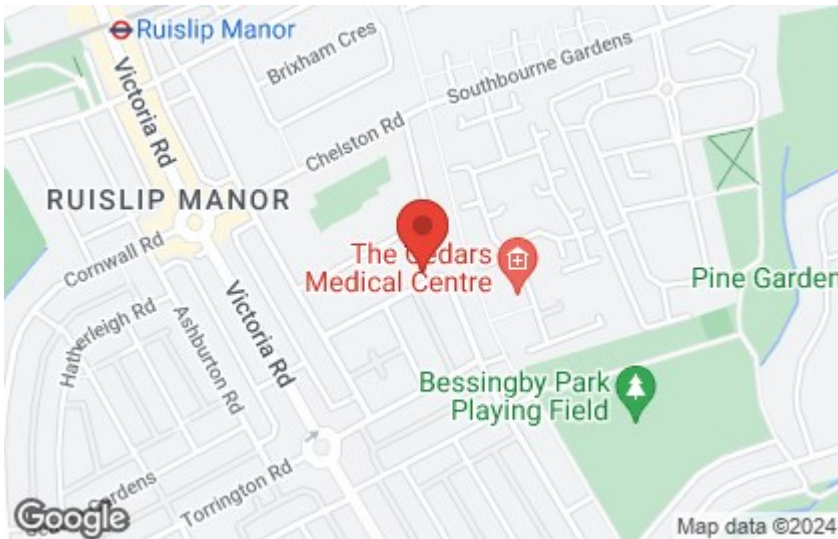 Ruislip Manor
Brixham Cres
Southbourne Gardens
Victoria Rd
Chelston Rd
RUISLIP MANOR
Cornwall Rd
The Cedars
Medical Centre
Pine Garden
Hatherleigh Rd
Ashburton Rd
Victoria Rd
Bessingby Park
Playing Field
Gardens
Torrington Rd
Google
Map data ©2024